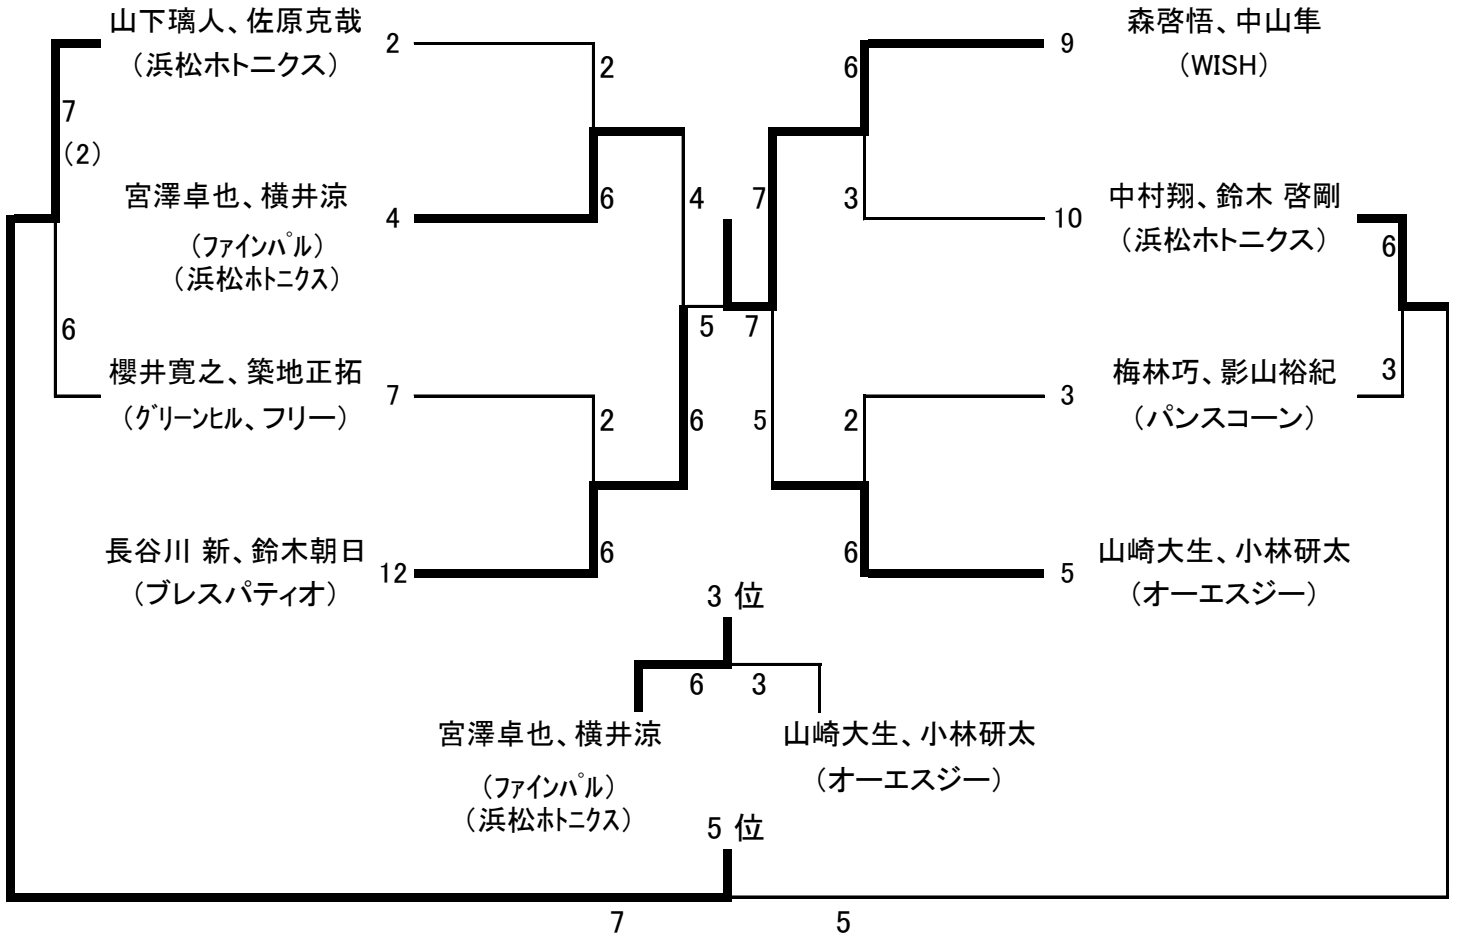 山下璃人、佐原克哉
2
（浜松ホトニクス）
2
7
（2）
宮澤卓也、横井涼
4
6
（ﾌｧｲﾝﾊﾟﾙ）
（浜松ﾎﾄﾆｸｽ）
4
6
櫻井寛之、築地正拓
7
（ｸﾞﾘｰﾝﾋﾙ、フリー）
2
6
長谷川 新、鈴木朝日
12
（ブレスパティオ）
6
5
7
森啓悟、中山隼
9
（WISH）
6
7
3
中村翔、鈴木 啓剛
10
（浜松ホトニクス）
6
梅林巧、影山裕紀
3
（パンスコーン）
3
5
2
山崎大生、小林研太
5
（オーエスジー）
6
3 位
6
3
宮澤卓也、横井涼
（ﾌｧｲﾝﾊﾟﾙ）
（浜松ﾎﾄﾆｸｽ）
山崎大生、小林研太
（オーエスジー）
5 位
7
5